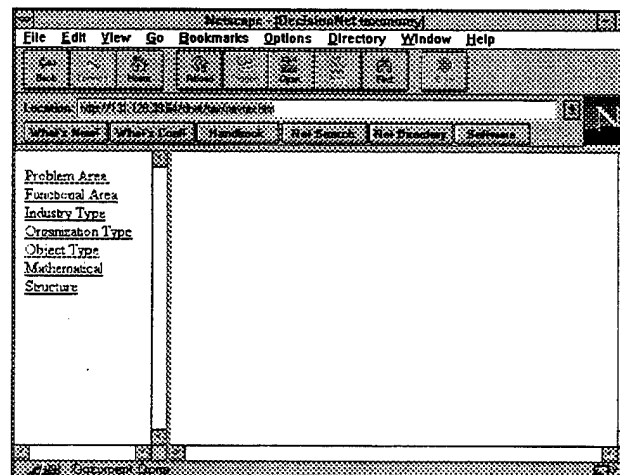 Netscape - [DecisionNet taxonomy]
File Edit View Go Bookmarks Options Directory Window Help
Back Home Reload Open Find
Location:
What's New! What's Cool! Handbook Net Search Net Directory Software
N
Problem Area
Functional Area
Industry Type
Organization Type
Object Type
Mathematical
Structure
Document Done